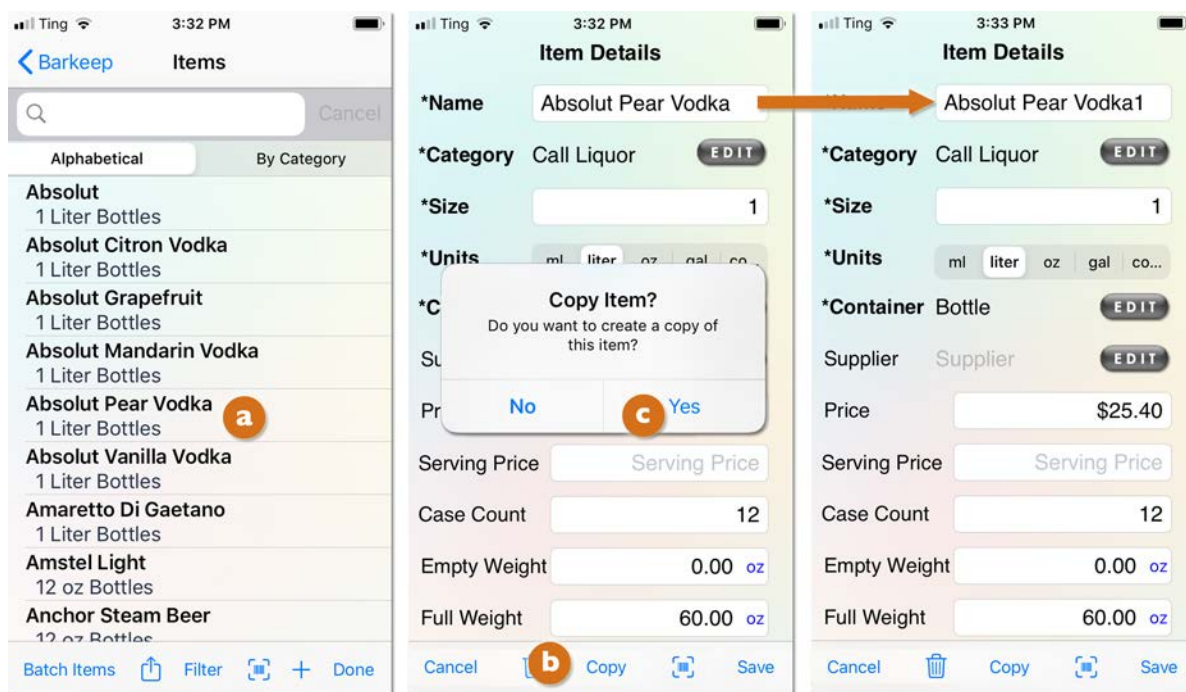 Ting 3:32 PM
Barkeep Items
Cancel
Alphabetical By Category
Absolut
1 Liter Bottles
Absolut Citron Vodka
1 Liter Bottles
Absolut Grapefruit
1 Liter Bottles
Absolut Mandarin Vodka
1 Liter Bottles
Absolut Pear Vodka
a
1 Liter Bottles
Absolut Vanilla Vodka
1 Liter Bottles
Amaretto Di Gaetano
1 Liter Bottles
Amstel Light
12 oz Bottles
Anchor Steam Beer
12 oz Bottles
Batch Items Filter Done
Ting 3:32 PM
Item Details
*Name Absolut Pear Vodka
*Category Call Liquor EDIT
*Size 1
*Units ml liter oz gal co...
*C
Copy Item?
Do you want to create a copy of
this item?
Su
Pr
No c Yes
Serving Price Serving Price
Case Count 12
Empty Weight 0.00 oz
Full Weight 60.00 oz
Cancel b Copy Save
Ting 3:33 PM
Item Details
Absolut Pear Vodka1
*Category Call Liquor EDIT
*Size 1
*Units ml liter oz gal co...
*Container Bottle EDIT
Supplier Supplier EDIT
Price $25.40
Serving Price Serving Price
Case Count 12
Empty Weight 0.00 oz
Full Weight 60.00 oz
Cancel Copy Save